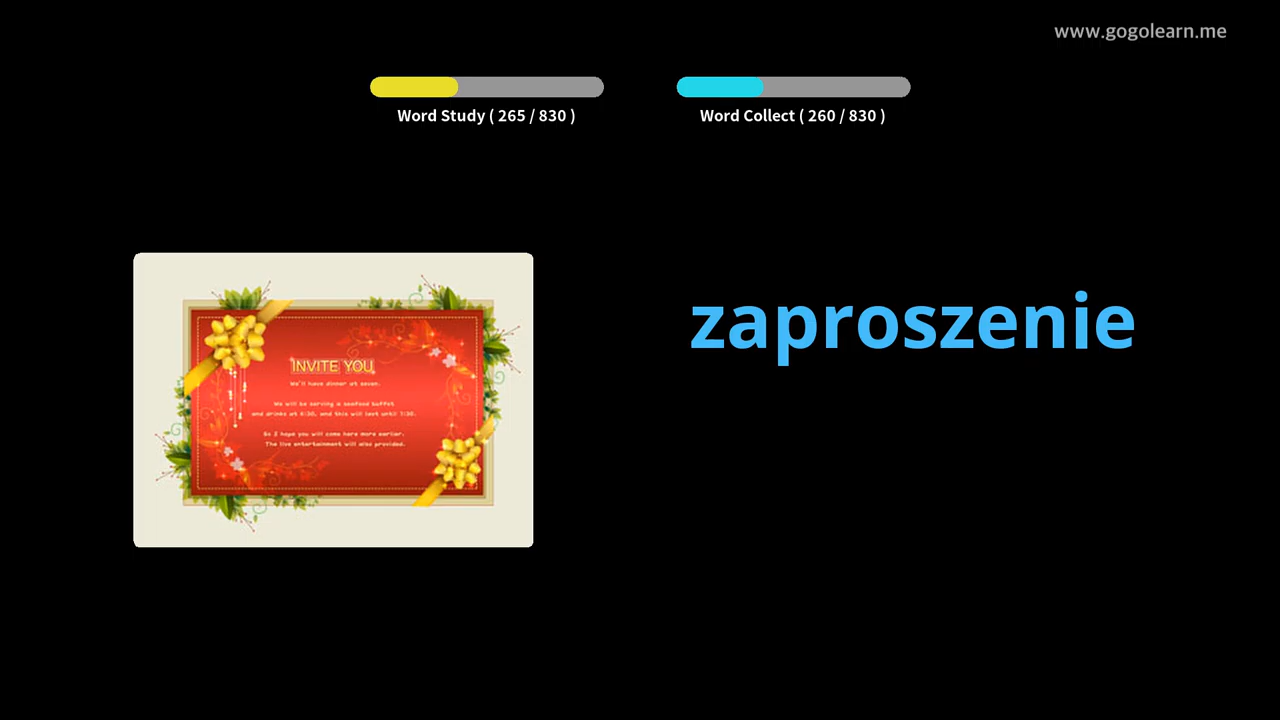 www.gogolearn.me
Word Study ( 265 / 830 )
Word Collect ( 260 / 830 )
zaproszenie
INVITE YOU
We'll have dinner at seven.
We will be serving a seafood buffet
and drinks at 6:30, and this will last until 7:30.
So I hope you will come here more earlier.
The live entertainment will also provided.